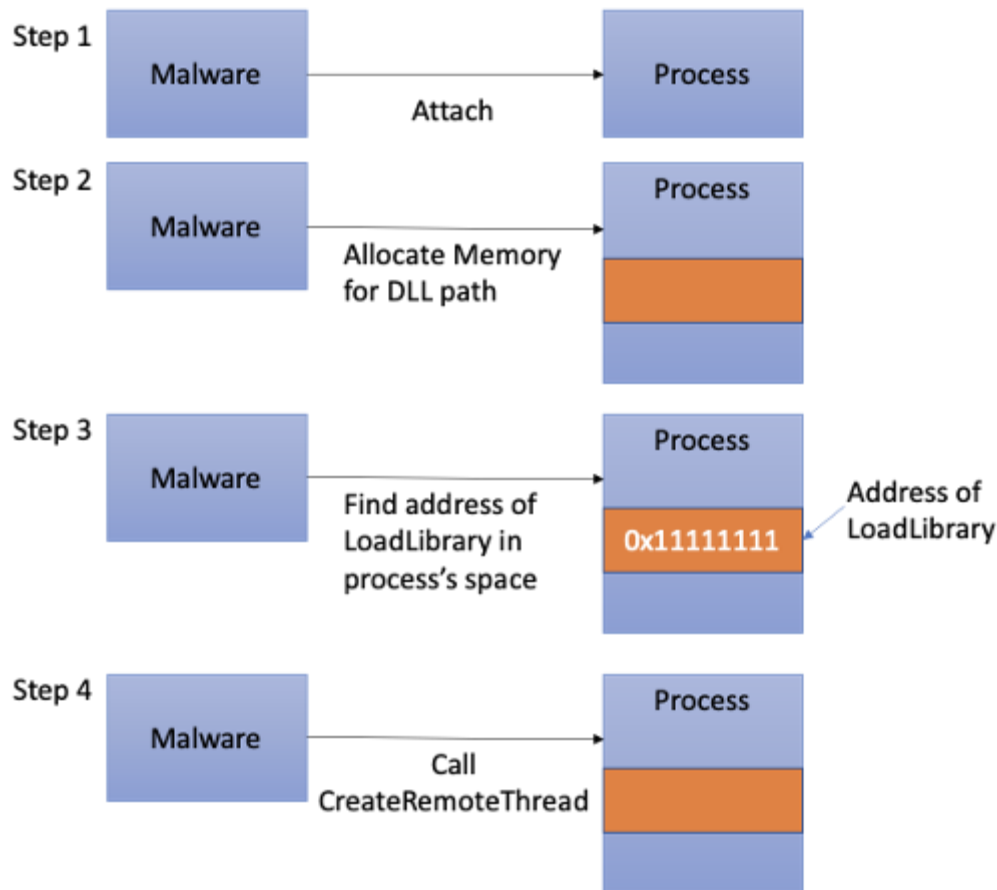 Step 1
Malware
Process
Attach
Step 2
Malware
Process
Allocate Memory
for DLL path
Step 3
Malware
Process
Find address of
LoadLibrary in
process's space
0x11111111
Address of
LoadLibrary
Step 4
Malware
Process
Call
CreateRemoteThread